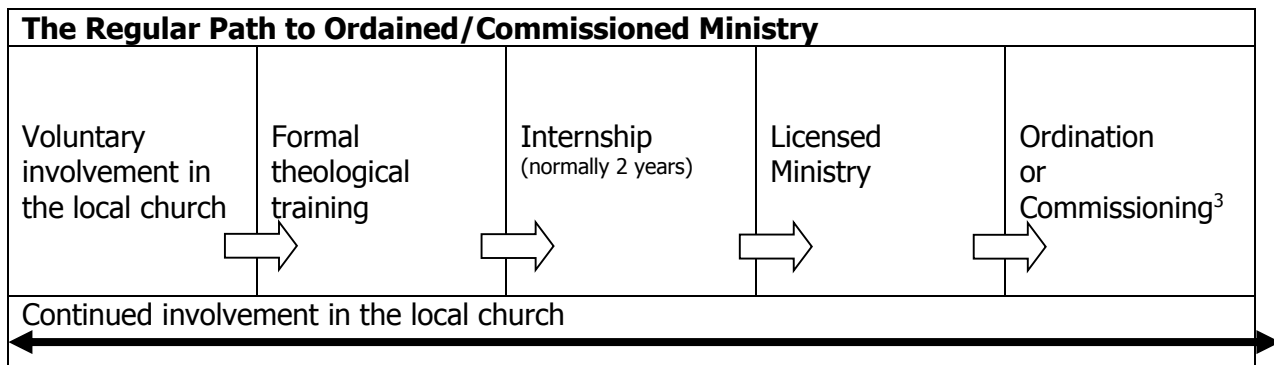 The Regular Path to Ordained/Commissioned Ministry
Voluntary
involvement in
the local church
Formal
theological
training
Internship
(normally 2 years)
Licensed
Ministry
Ordination
or
Commissioning3
Continued involvement in the local church